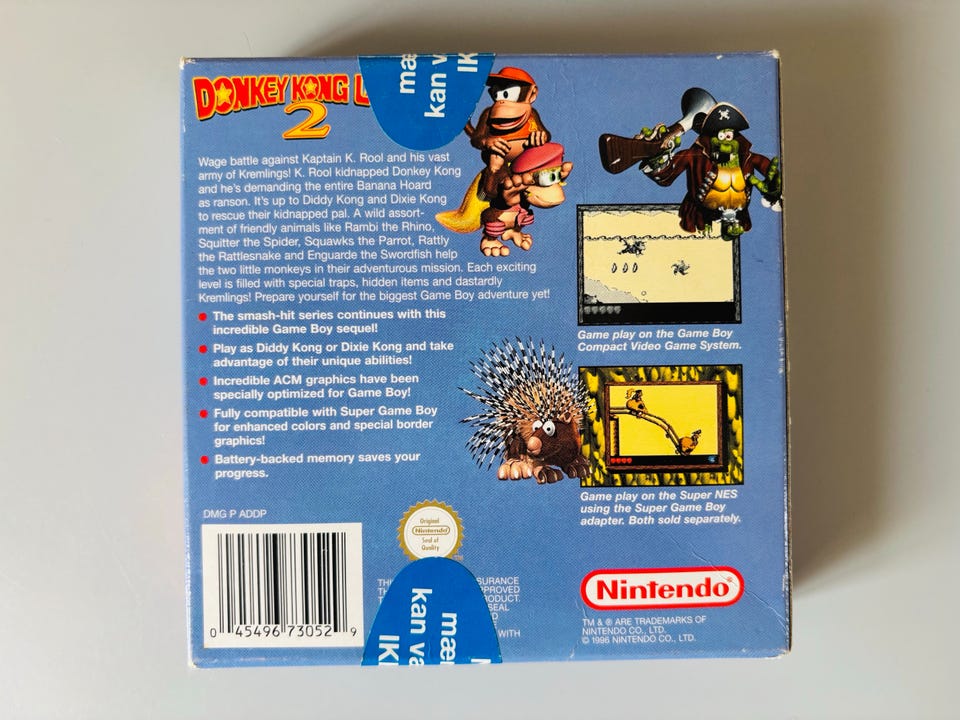 DONKEY KONG L
2
mæ
kan v
IK
Wage battle against Kaptain K. Rool and his vast
army of Kremlings! K. Rool kidnapped Donkey Kong
and he's demanding the entire Banana Hoard
as ransom. It's up to Diddy Kong and Dixie Kong
to rescue their kidnapped pal. A wild assort-
ment of friendly animals like Rambi the Rhino,
Squitter the Spider, Squawks the Parrot, Rattly
the Rattlesnake and Enguarde the Swordfish help
the two little monkeys in their adventurous mission. Each exciting
level is filled with special traps, hidden items and dastardly
Kremlings! Prepare yourself for the biggest Game Boy adventure yet!
The smash-hit series continues with this
incredible Game Boy sequel!
Play as Diddy Kong or Dixie Kong and take
advantage of their unique abilities!
Incredible ACM graphics have been
specially optimized for Game Boy!
Fully compatible with Super Game Boy
for enhanced colors and special border
graphics!
Battery-backed memory saves your
progress.
Game play on the Game Boy
Compact Video Game System.
Game play on the Super NES
using the Super Game Boy
adapter. Both sold separately.
DMG P ADDP
0 45496 73052 9
Original
Nintendo
Seal of
Quality
TH SURANCE
TH PPROVED
T ODUCT.
SEAL
D
WITH
mæ
kan va
IK
Nintendo®
TM & ® ARE TRADEMARKS OF
NINTENDO CO., LTD.
© 1996 NINTENDO CO., LTD.